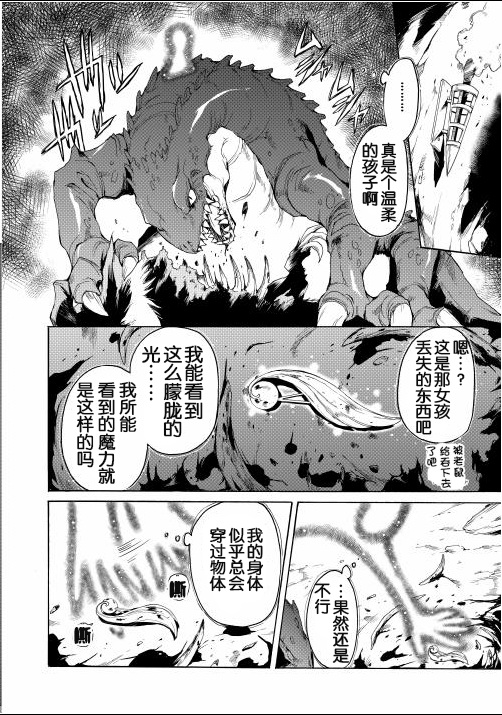 ………
真是个温柔
的孩子啊
嗯…?
这是那女孩
丢失的东西吧
被老鼠
给吞下去
了吧
我能看到
这么朦胧的
光……
我所能
看到的魔力就
是这样的吗
…果然还是
不行
我的身体
似乎总会
穿过物体
嘶
嘶